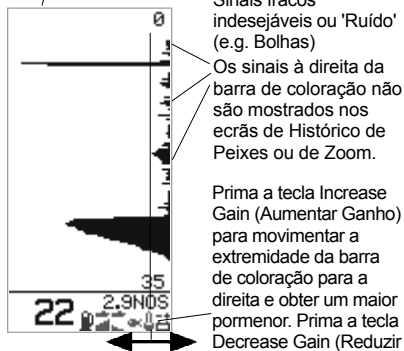 0
35
2.9NOS
22
Sinais fracos
indesejáveis ou 'Ruído'
(e.g. Bolhas)
Os sinais à direita da
barra de coloração não
são mostrados nos
ecrãs de Histórico de
Peixes ou de Zoom.
Prima a tecla Increase
Gain (Aumentar Ganho)
para movimentar a
extremidade da barra
de coloração para a
direita e obter um maior
pormenor. Prima a tecla
Decrease Gain (Reduzir